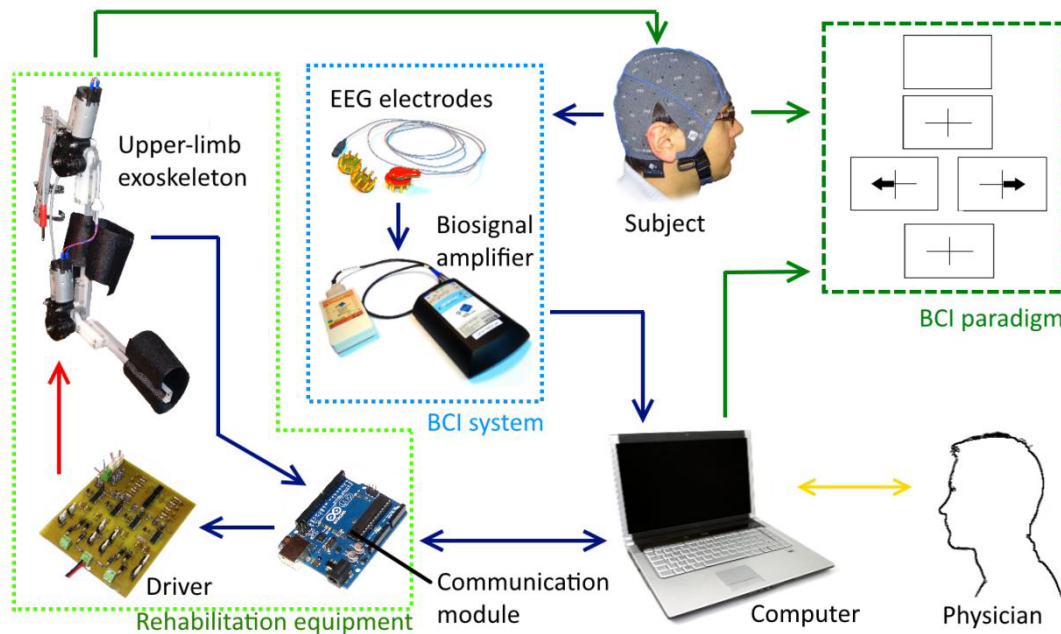 EEG electrodes
Upper-limb
exoskeleton
Subject
Biosignal
amplifier
BCI paradigm
BCI system
Driver
Communication
module
Computer
Physician
Rehabilitation equipment